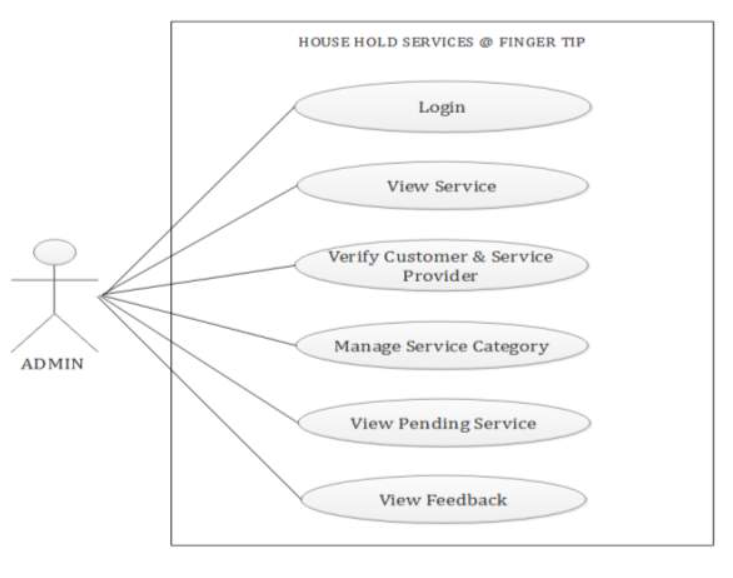 HOUSE HOLD SERVICES @ FINGER TIP
Login
View Service
Verify Customer & Service
Provider
Manage Service Category
View Pending Service
View Feedback
ADMIN